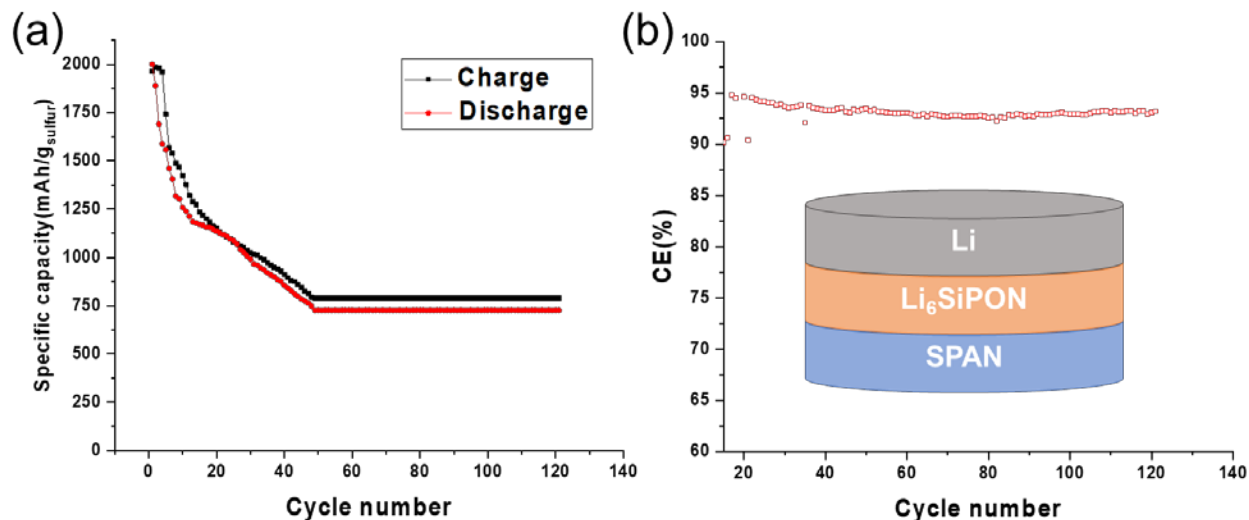 (a)
Specific capacity(mAh/gsulfur)
2000
1750
1500
1250
1000
750
500
250
0
0 20 40 60 80 100 120 140
Cycle number
Charge
Discharge
(b)
CE(%)
100
95
90
85
80
75
70
65
60
20 40 60 80 100 120 140
Cycle number
Li
Li₆SiPON
SPAN